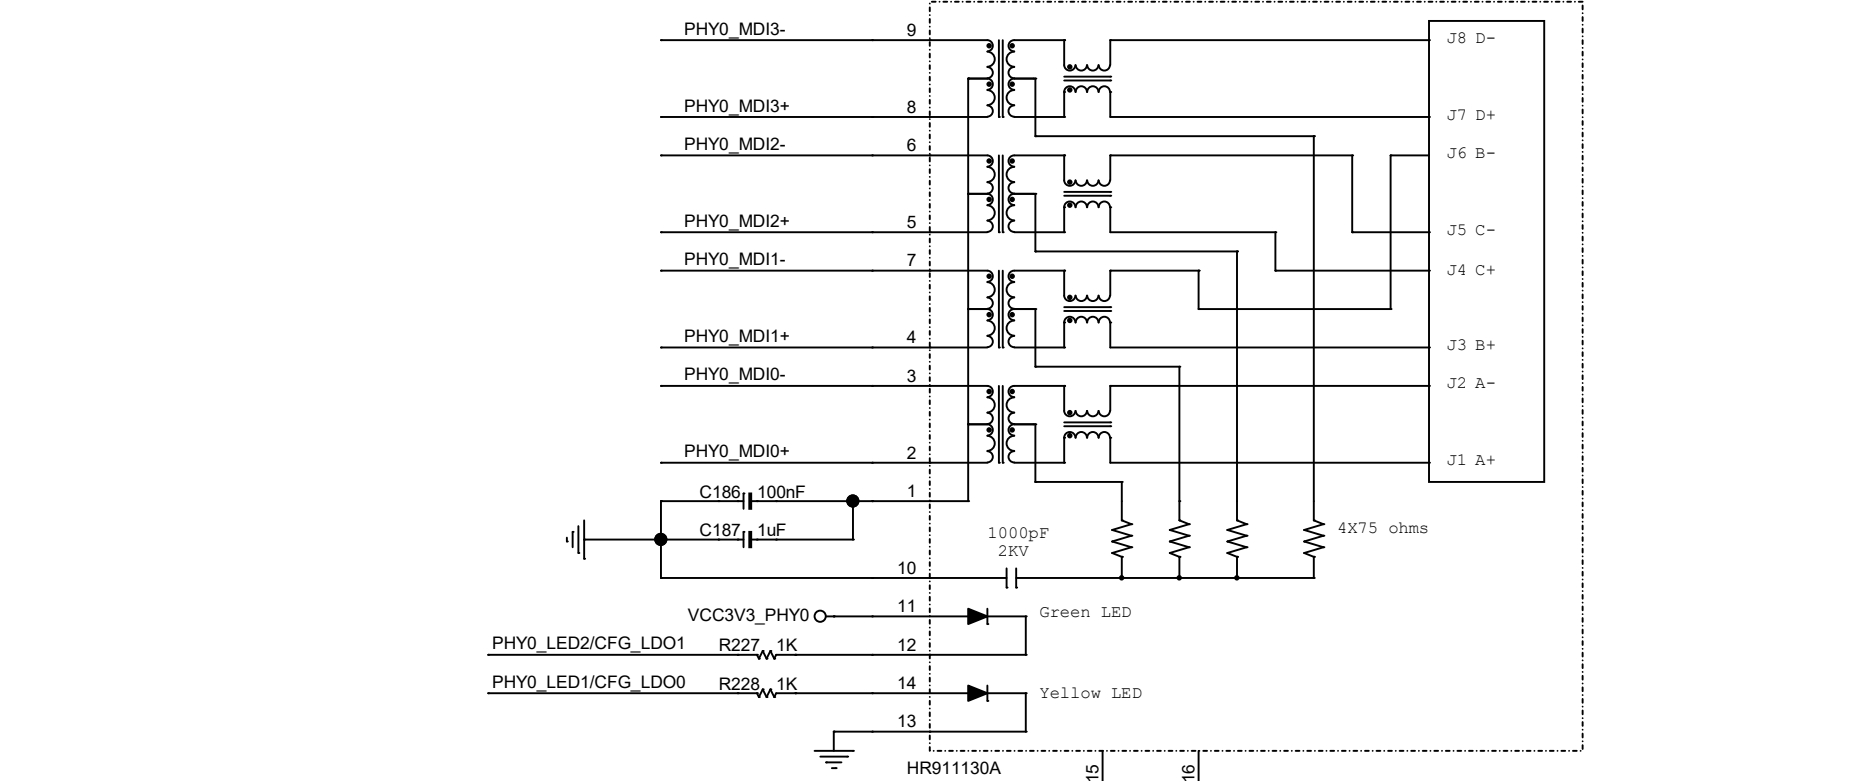 PHY0_MDI3- 9 J8 D-
PHY0_MDI3+ 8 J7 D+
PHY0_MDI2- 6 J6 B-
PHY0_MDI2+ 5 J5 C-
PHY0_MDI1- 7 J4 C+
PHY0_MDI1+ 4 J3 B+
PHY0_MDI0- 3 J2 A-
PHY0_MDI0+ 2 J1 A+
C186 100nF 1
C187 1uF 1000pF 4X75 ohms
2KV
10
VCC3V3_PHY0 11 Green LED
PHY0_LED2/CFG_LDO1 R227 1K 12
PHY0_LED1/CFG_LDO0 R228 1K 14 Yellow LED
13
HR911130A 15 16